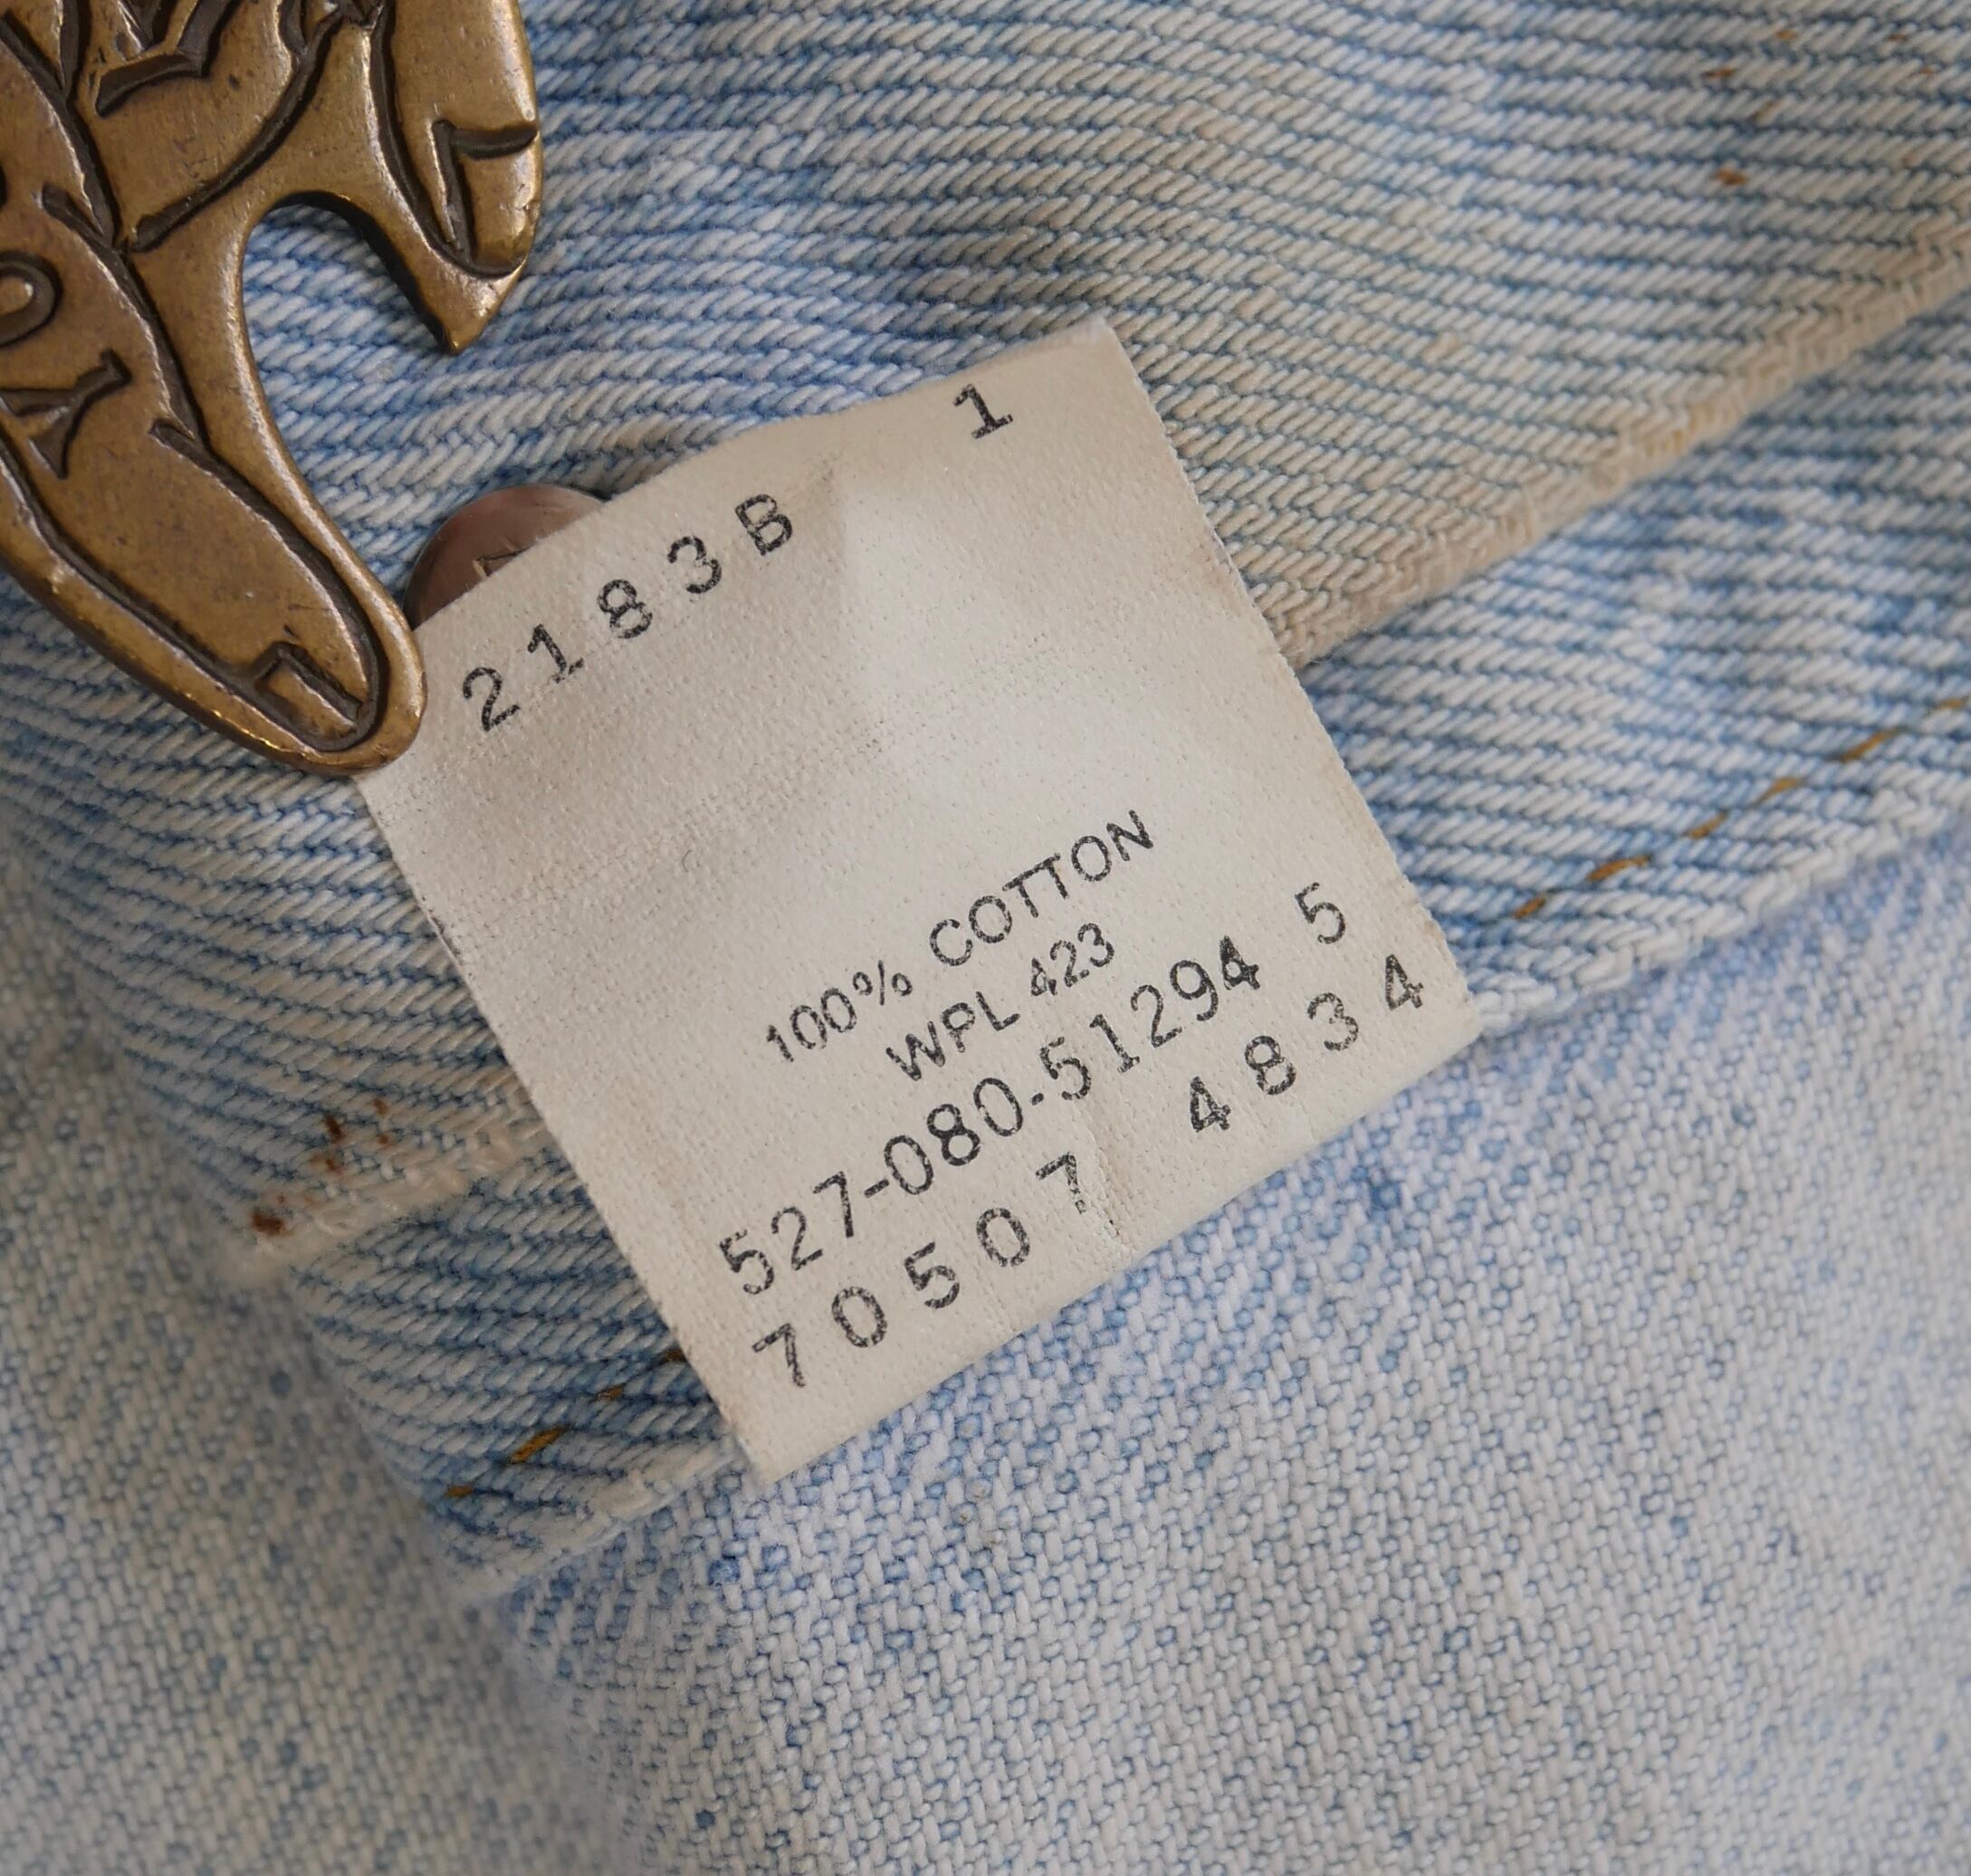 2183B 1
100% COTTON
WPL 423
527-080-51294 5
70507 4834